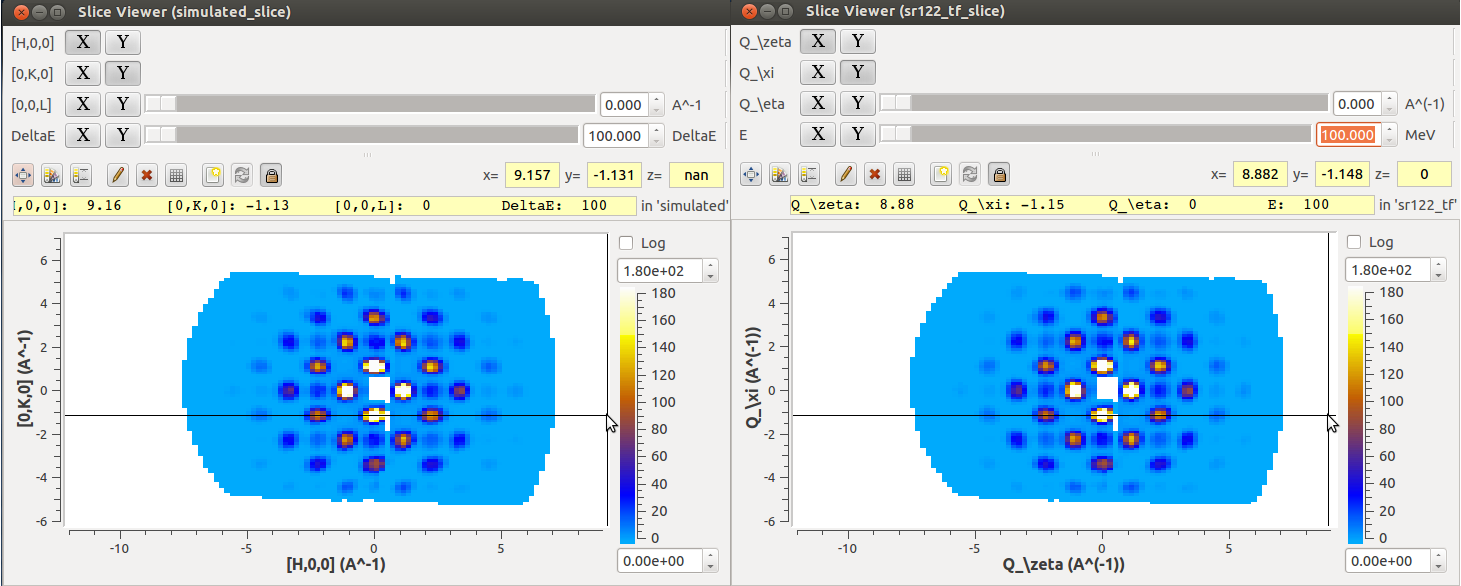 Slice Viewer (simulated_slice)
[H,0,0] X Y
[0,K,0] X Y
[0,0,L] X Y 0.000 A^-1
DeltaE X Y 100.000 DeltaE
x= 9.157 y= -1.131 z= nan
,0,0]: 9.16 [0,K,0]: -1.13 [0,0,L]: 0 DeltaE: 100 in 'simulated'
Log
1.80e+02
180
160
140
120
100
80
60
40
20
0
0.00e+00
[0,K,0] (A^-1)
6
4
2
0
-2
-4
-6
-10 -5 0 5
[H,0,0] (A^-1)
Slice Viewer (sr122_tf_slice)
Q_\zeta X Y
Q_\xi X Y
Q_\eta X Y 0.000 A^(-1)
E X Y 100.000 MeV
x= 8.882 y= -1.148 z= 0
Q_\zeta: 8.88 Q_\xi: -1.15 Q_\eta: 0 E: 100 in 'sr122_tf'
Log
1.80e+02
180
160
140
120
100
80
60
40
20
0
0.00e+00
Q_\xi (A^(-1))
6
4
2
0
-2
-4
-6
-10 -5 0 5
Q_\zeta (A^(-1))